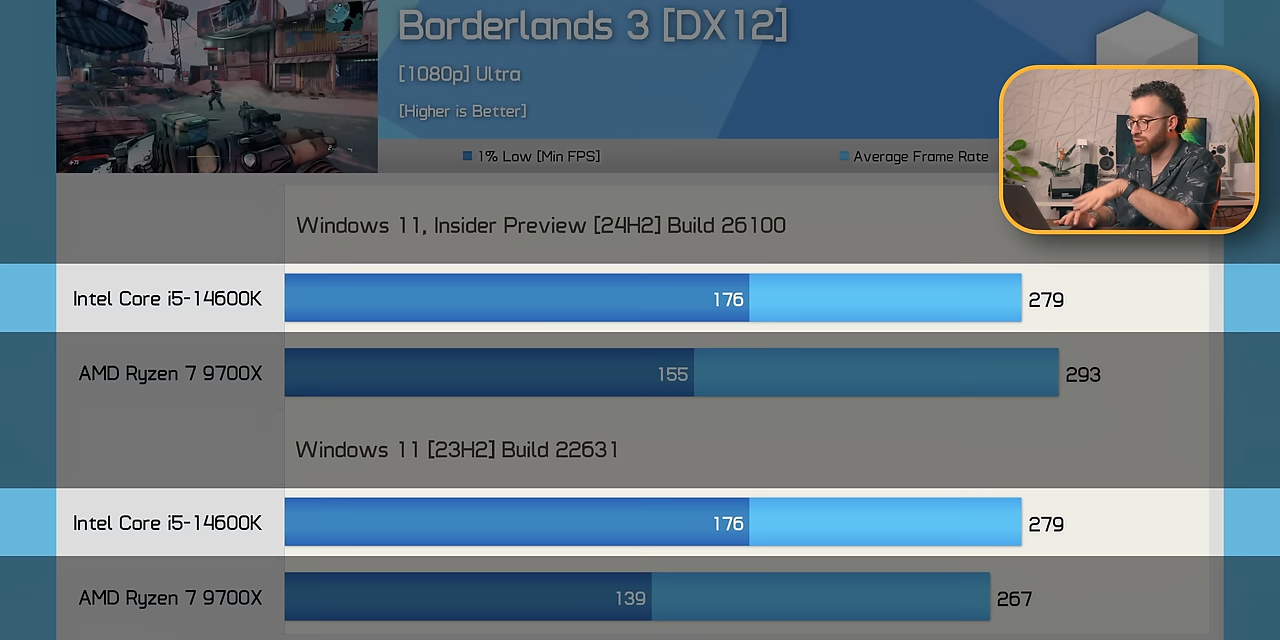 Borderlands 3 [DX12]
[1080p] Ultra
[Higher is Better]
1% Low [Min FPS] Average Frame Rate
Windows 11, Insider Preview [24H2] Build 26100
Intel Core i5-14600K 176 279
AMD Ryzen 7 9700X 155 293
Windows 11 [23H2] Build 22631
Intel Core i5-14600K 176 279
AMD Ryzen 7 9700X 139 267